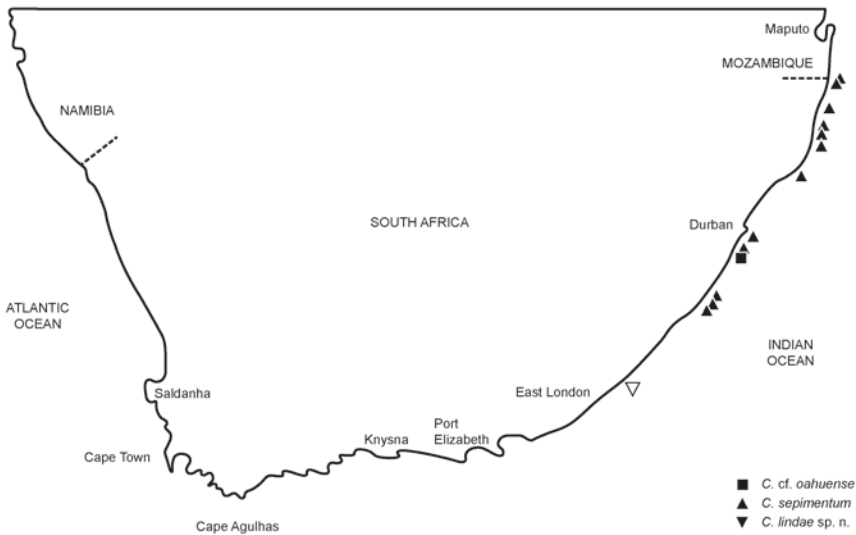 Maputo
MOZAMBIQUE
NAMIBIA
SOUTH AFRICA
Durban
ATLANTIC
OCEAN
INDIAN
OCEAN
Saldanha
East London
Port
Elizabeth
Knysna
Cape Town
Cape Agulhas
C. cf. oahuense
C. sepimentum
C. lindae sp. n.